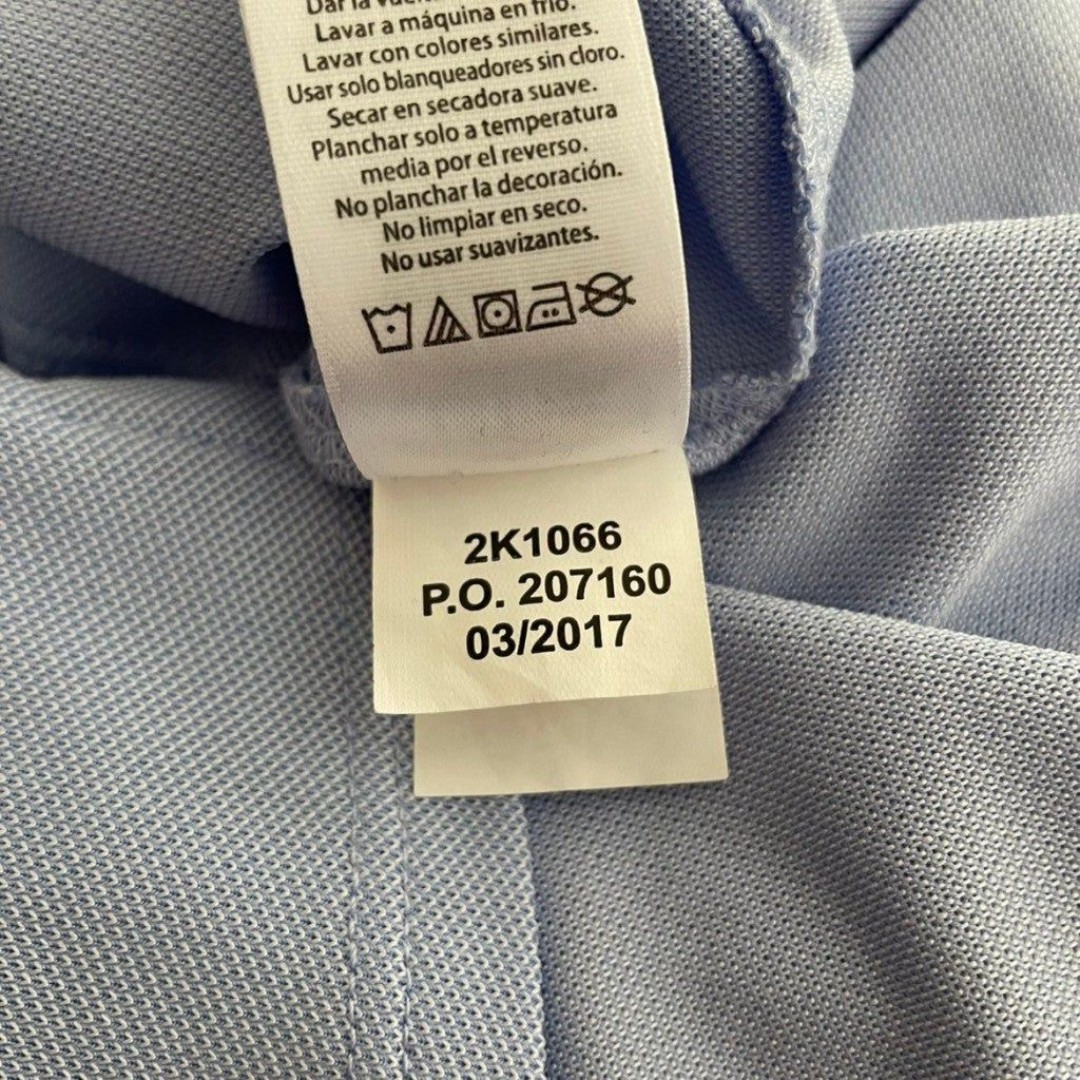 Dar la
Lavar a máquina en frío.
Lavar con colores similares.
Usar solo blanqueadores sin cloro.
Secar en secadora suave.
Planchar solo a temperatura
media por el reverso.
No planchar la decoración.
No limpiar en seco.
No usar suavizantes.
2K1066
P.O. 207160
03/2017